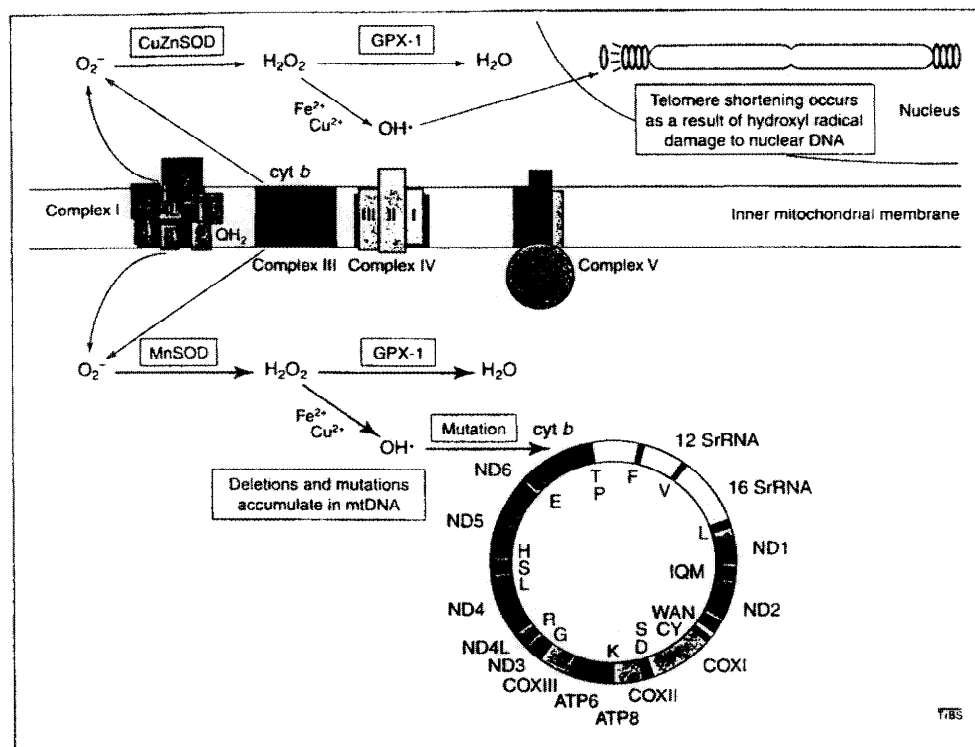 CuZnSOD
GPX-1
O₂⁻
H₂O₂
H₂O
Fe²⁺
Cu²⁺
OH·
Telomere shortening occurs
as a result of hydroxyl radical
damage to nuclear DNA
Nucleus
cyt b
Complex I
III II I
Inner mitochondrial membrane
QH₂
Complex III
Complex IV
Complex V
MnSOD
GPX-1
O₂⁻
H₂O₂
H₂O
Fe²⁺
Cu²⁺
OH·
Mutation
cyt b
Deletions and mutations
accumulate in mtDNA
12 SrRNA
16 SrRNA
ND6
ND5
ND4
ND4L
ND3
COXIII
ATP6
ATP8
COXII
COXI
ND2
ND1
E
T
P
F
V
L
IQM
WAN
CY
S
D
K
G
R
H
S
L
TiBS